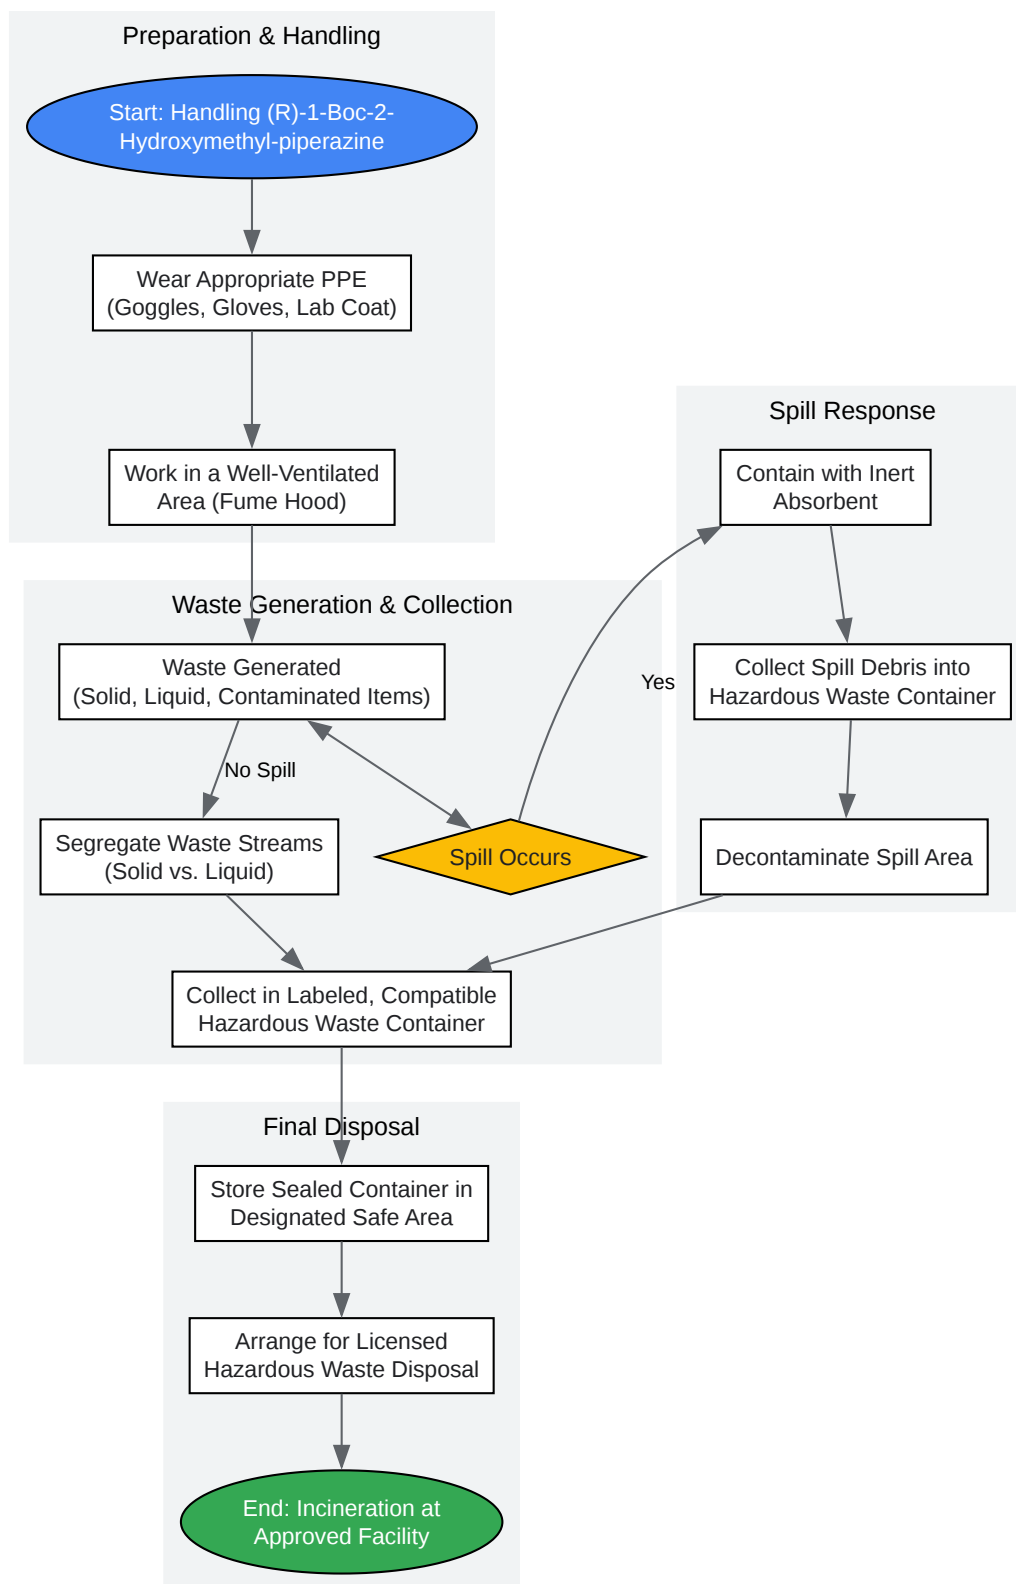 Preparation & Handling
Start: Handling (R)-1-Boc-2-
Hydroxymethyl-piperazine
Wear Appropriate PPE
(Goggles, Gloves, Lab Coat)
Work in a Well-Ventilated
Area (Fume Hood)
Waste Generation & Collection
Waste Generated
(Solid, Liquid, Contaminated Items)
No Spill
Segregate Waste Streams
(Solid vs. Liquid)
Spill Occurs
Yes
Spill Response
Contain with Inert
Absorbent
Collect Spill Debris into
Hazardous Waste Container
Decontaminate Spill Area
Collect in Labeled, Compatible
Hazardous Waste Container
Final Disposal
Store Sealed Container in
Designated Safe Area
Arrange for Licensed
Hazardous Waste Disposal
End: Incineration at
Approved Facility